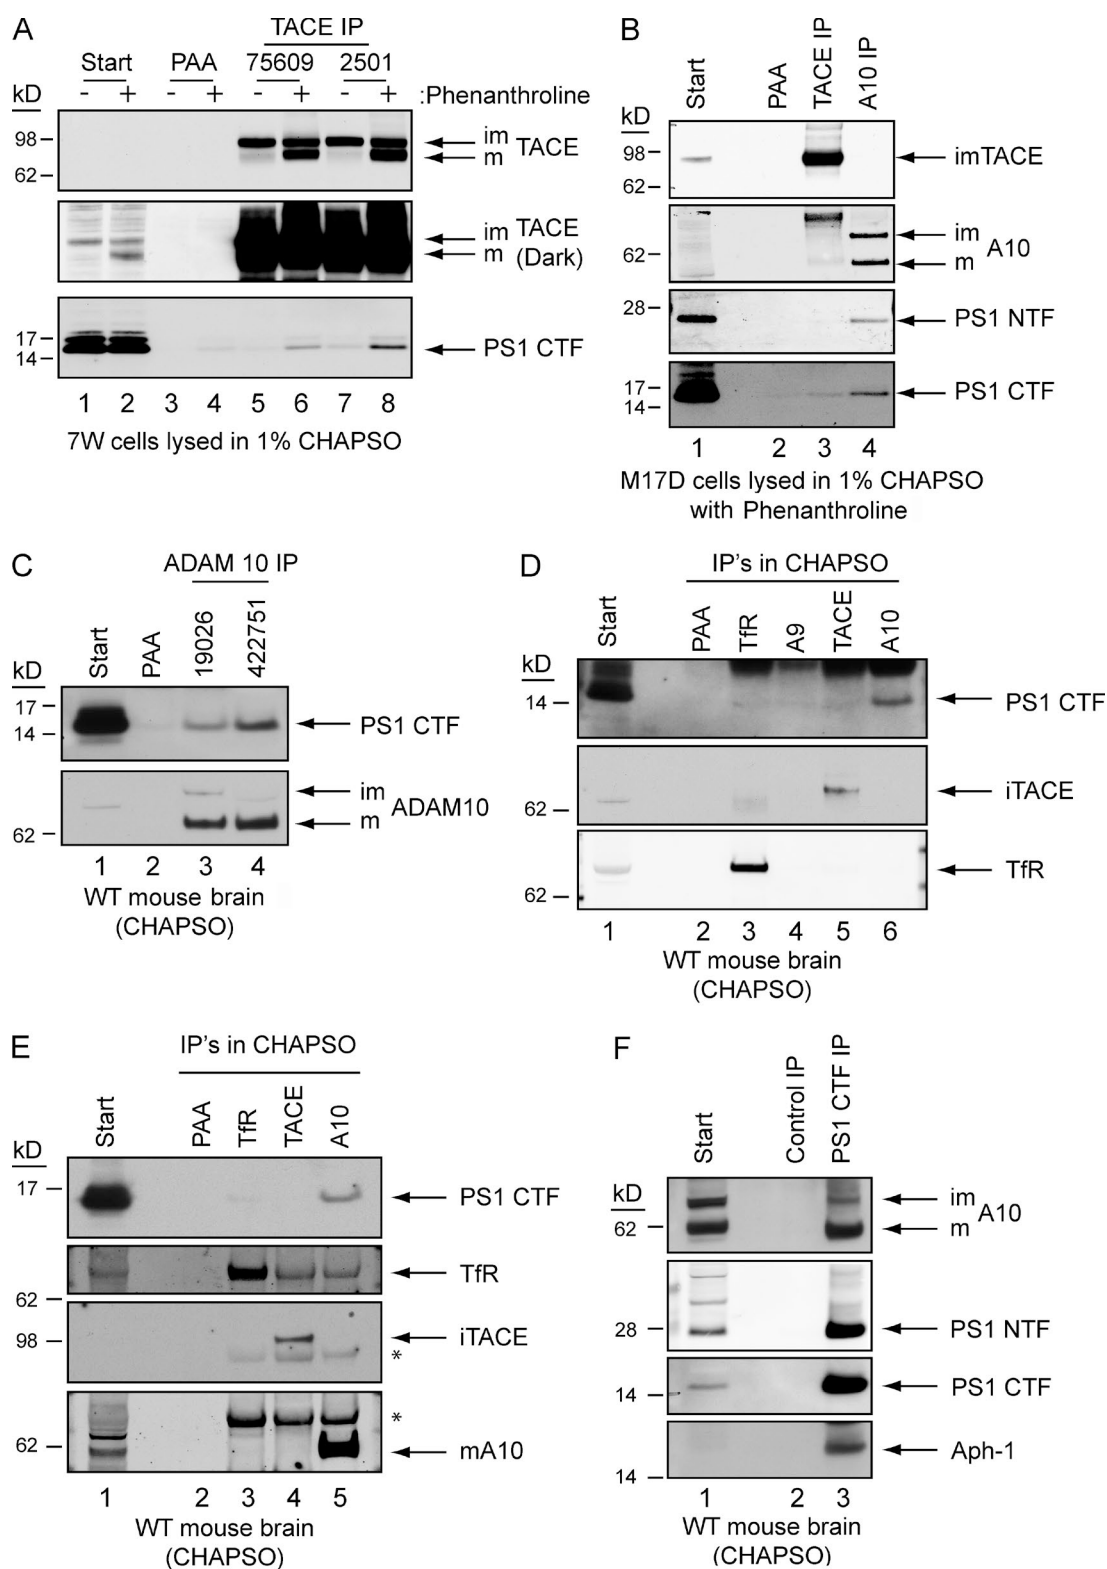 A
TACE IP
Start PAA 75609 2501
kD - + - + - + - + :Phenanthroline
98
62
im
m TACE
im
m TACE
(Dark)
17
14
PS1 CTF
1 2 3 4 5 6 7 8
7W cells lysed in 1% CHAPSO
B
Start PAA TACE IP A10 IP
kD
98
62
imTACE
62
im
m A10
28
PS1 NTF
17
14
PS1 CTF
1 2 3 4
M17D cells lysed in 1% CHAPSO
with Phenanthroline
C
ADAM 10 IP
Start PAA 19026 422751
kD
17
14
PS1 CTF
62
im
m ADAM10
1 2 3 4
WT mouse brain
(CHAPSO)
D
IP's in CHAPSO
Start PAA TfR A9 TACE A10
kD
14
PS1 CTF
62
iTACE
62
TfR
1 2 3 4 5 6
WT mouse brain
(CHAPSO)
E
IP's in CHAPSO
Start PAA TfR TACE A10
kD
17
PS1 CTF
TfR
62
98
iTACE
*
*
62
mA10
1 2 3 4 5
WT mouse brain
(CHAPSO)
F
Start Control IP PS1 CTF IP
kD
62
im
m A10
28
PS1 NTF
14
PS1 CTF
Aph-1
14
1 2 3
WT mouse brain
(CHAPSO)